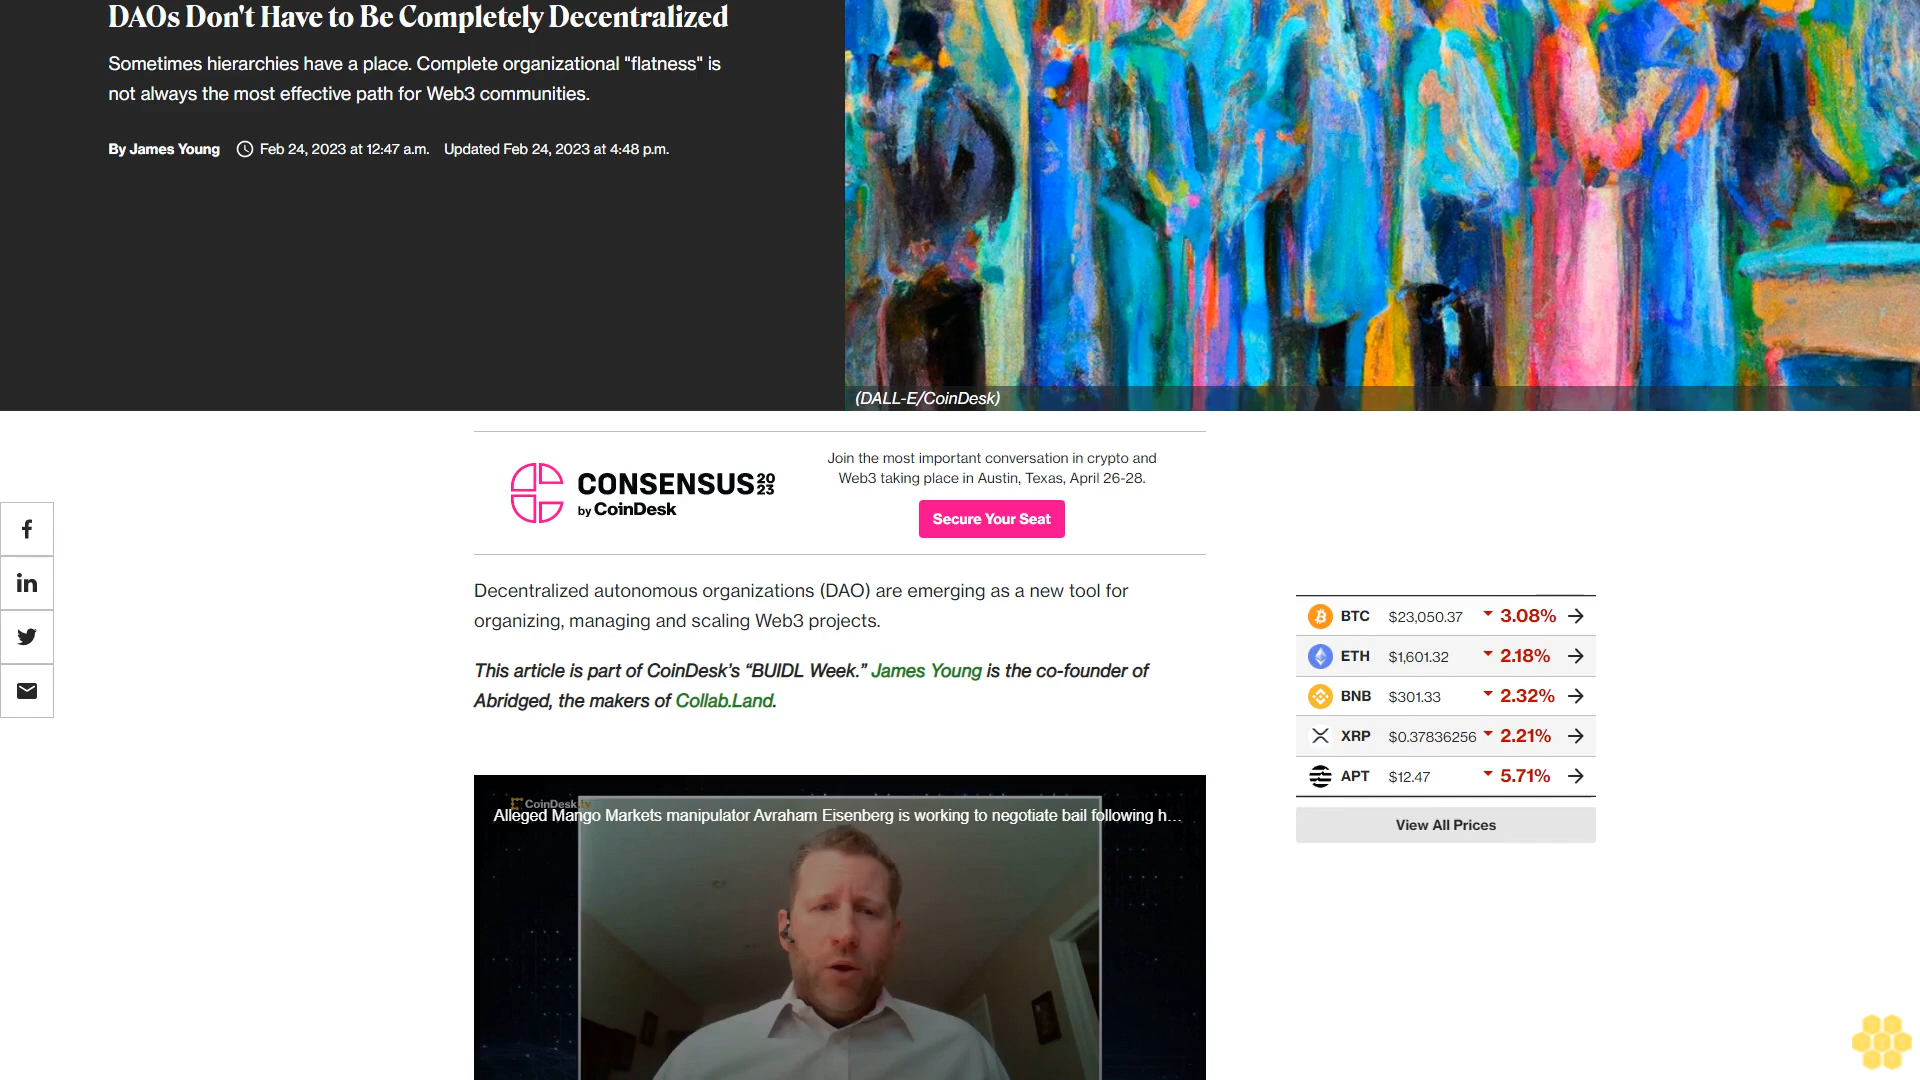 DAOs Don't Have to Be Completely Decentralized
Sometimes hierarchies have a place. Complete organizational "flatness" is
not always the most effective path for Web3 communities.
By James Young Feb 24, 2023 at 12:47 a.m. Updated Feb 24, 2023 at 4:48 p.m.
(DALL-E/CoinDesk)
CONSENSUS 2023
by CoinDesk
Join the most important conversation in crypto and
Web3 taking place in Austin, Texas, April 26-28.
Secure Your Seat
Decentralized autonomous organizations (DAO) are emerging as a new tool for
organizing, managing and scaling Web3 projects.
This article is part of CoinDesk’s “BUIDL Week.” James Young is the co-founder of
Abridged, the makers of Collab.Land.
CoinDesk tv
Alleged Mango Markets manipulator Avraham Eisenberg is working to negotiate bail following h...
BTC $23,050.37 3.08%
ETH $1,601.32 2.18%
BNB $301.33 2.32%
XRP $0.37836256 2.21%
APT $12.47 5.71%
View All Prices